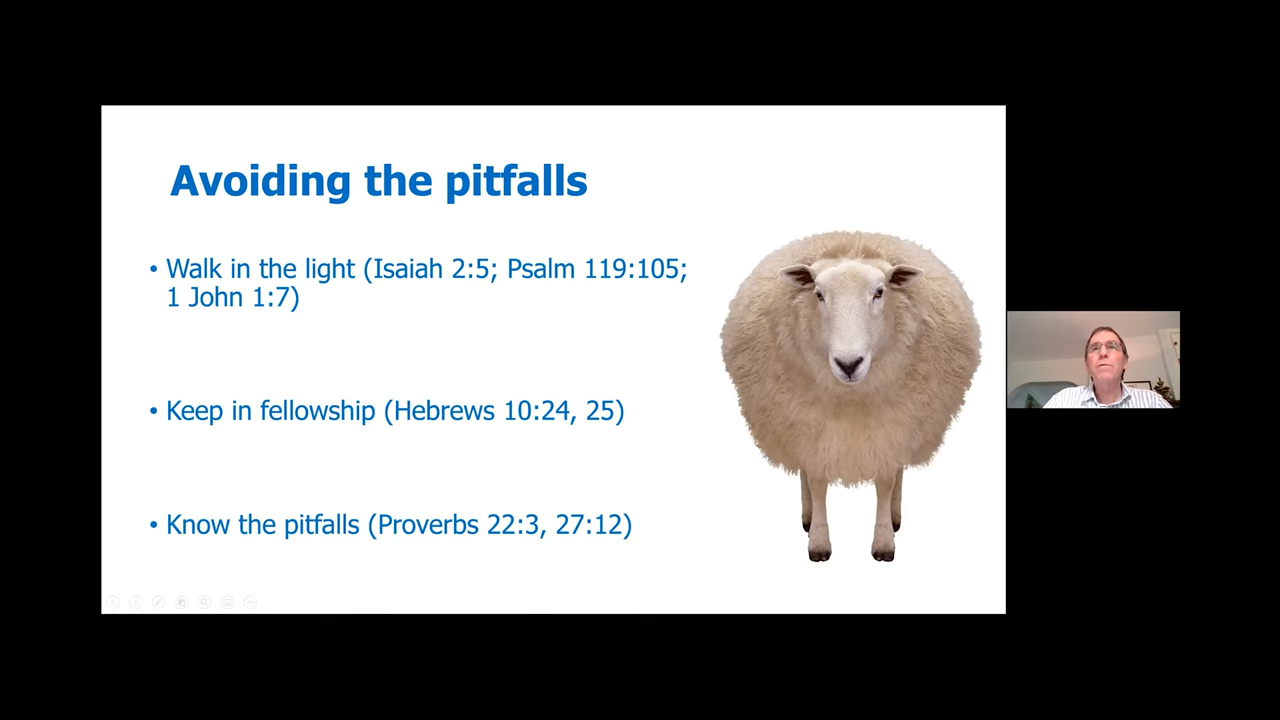 Avoiding the pitfalls
• Walk in the light (Isaiah 2:5; Psalm 119:105;
1 John 1:7)
• Keep in fellowship (Hebrews 10:24, 25)
• Know the pitfalls (Proverbs 22:3, 27:12)